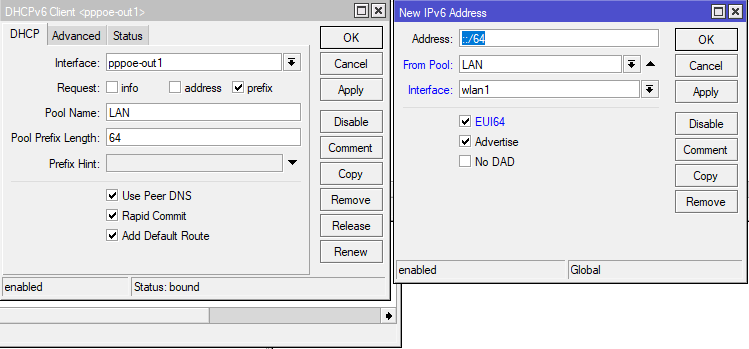 DHCPv6 Client <pppoe-out1>
DHCP Advanced Status
Interface: pppoe-out1
Request: info address prefix
Pool Name: LAN
Pool Prefix Length: 64
Prefix Hint:
Use Peer DNS
Rapid Commit
Add Default Route
OK
Cancel
Apply
Disable
Comment
Copy
Remove
Release
Renew
enabled Status: bound
New IPv6 Address
Address: ::/64
From Pool: LAN
Interface: wlan1
EUI64
Advertise
No DAD
OK
Cancel
Apply
Disable
Comment
Copy
Remove
enabled Global